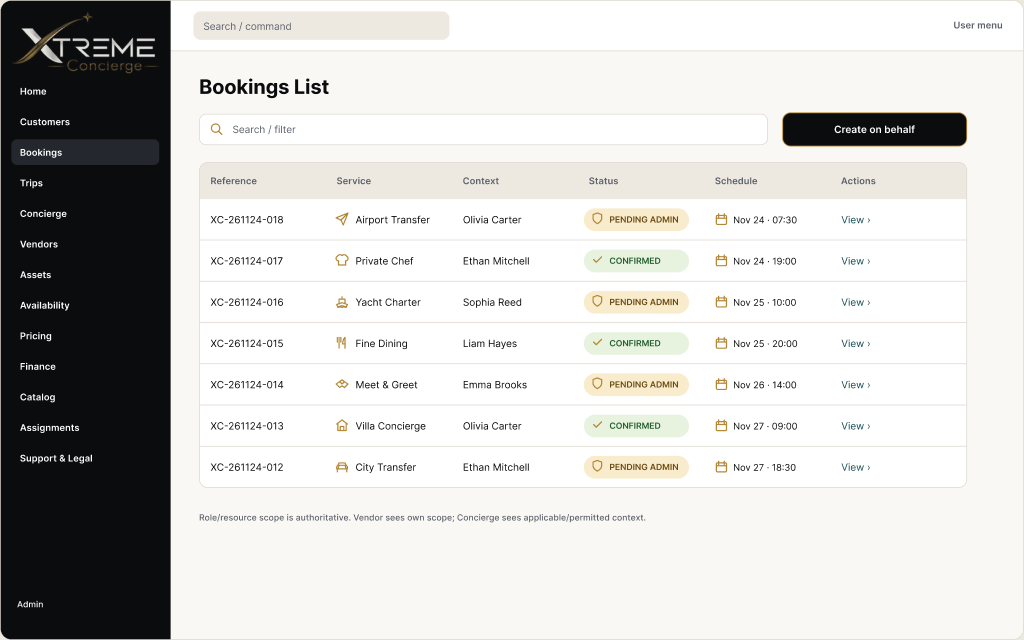 XTREME
Concierge
Search / command
User menu
Home
Customers
Bookings
Trips
Concierge
Vendors
Assets
Availability
Pricing
Finance
Catalog
Assignments
Support & Legal
Admin
Bookings List
Search / filter
Create on behalf
Reference Service Context Status Schedule Actions
XC-261124-018 Airport Transfer Olivia Carter PENDING ADMIN Nov 24 · 07:30 View ›
XC-261124-017 Private Chef Ethan Mitchell CONFIRMED Nov 24 · 19:00 View ›
XC-261124-016 Yacht Charter Sophia Reed PENDING ADMIN Nov 25 · 10:00 View ›
XC-261124-015 Fine Dining Liam Hayes CONFIRMED Nov 25 · 20:00 View ›
XC-261124-014 Meet & Greet Emma Brooks PENDING ADMIN Nov 26 · 14:00 View ›
XC-261124-013 Villa Concierge Olivia Carter CONFIRMED Nov 27 · 09:00 View ›
XC-261124-012 City Transfer Ethan Mitchell PENDING ADMIN Nov 27 · 18:30 View ›
Role/resource scope is authoritative. Vendor sees own scope; Concierge sees applicable/permitted context.